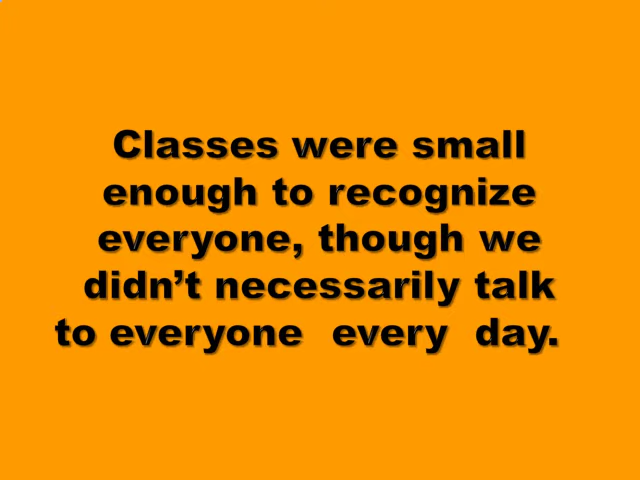 Classes were small
enough to recognize
everyone, though we
didn’t necessarily talk
to everyone  every  day.